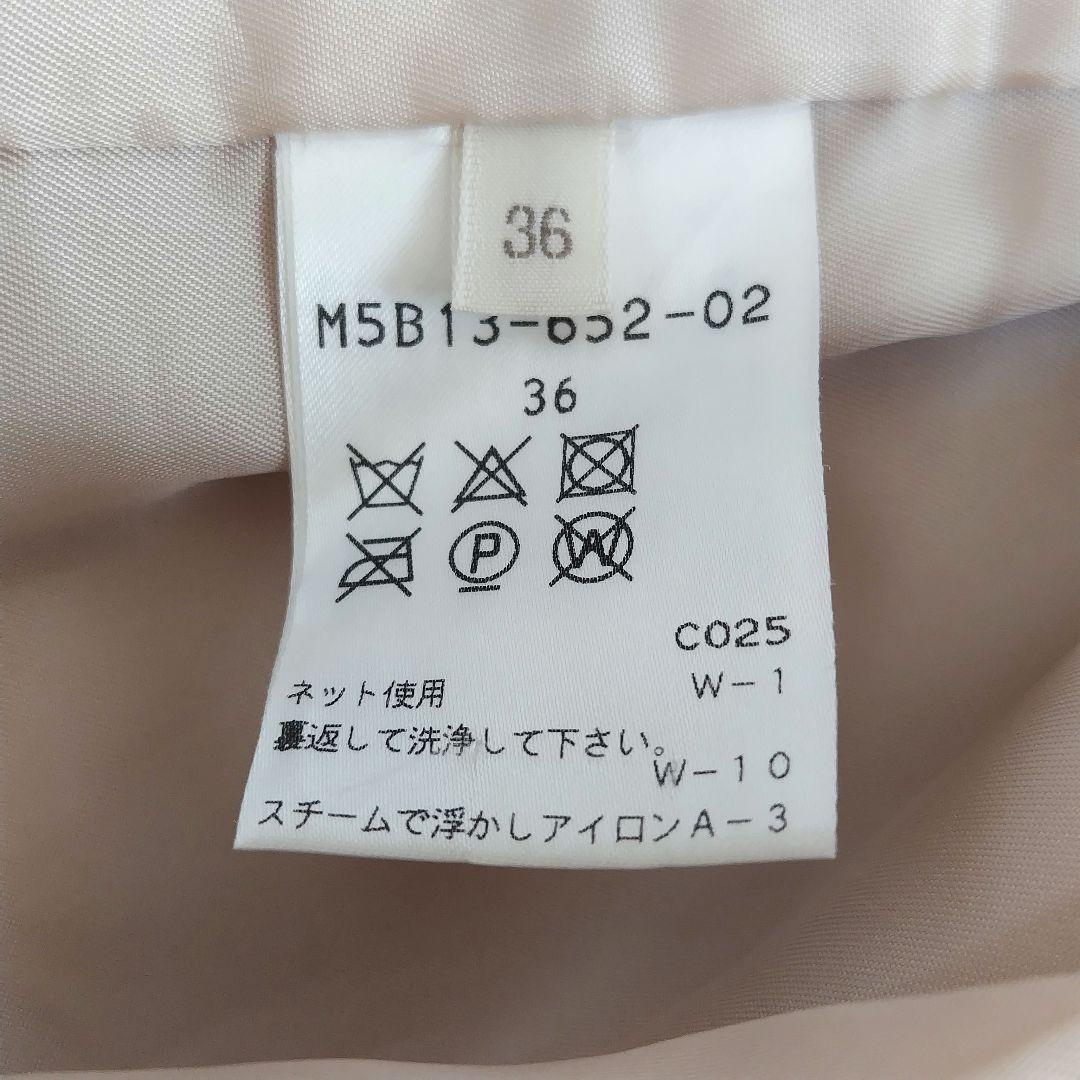 36
M5B13-652-02
36
P
W
C025
ネット使用 W-1
裏返して洗浄して下さい。
W-10
スチームで浮かしアイロンA-3